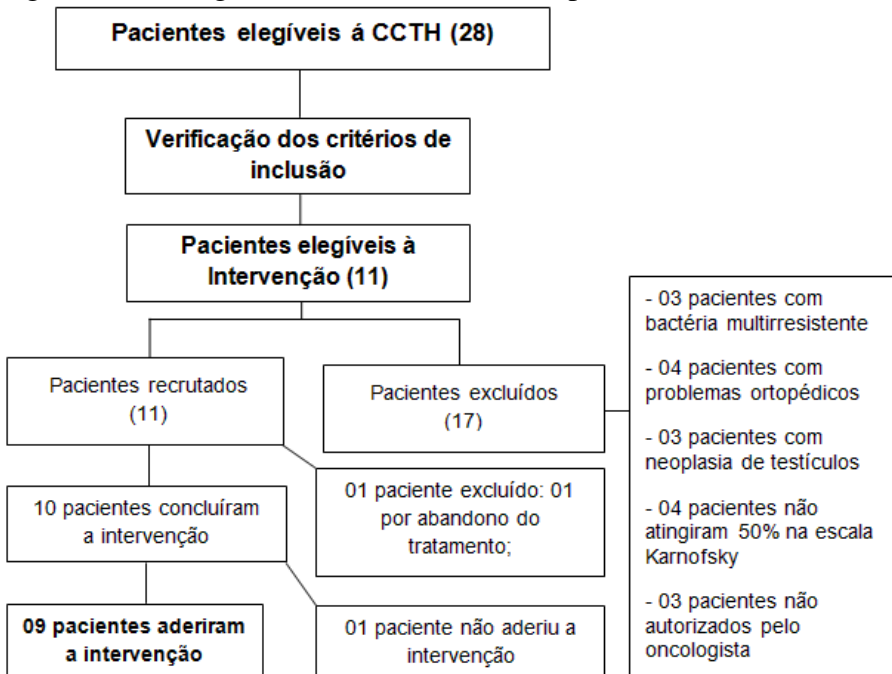 Pacientes elegíveis á CCTH (28)
Verificação dos critérios de
inclusão
Pacientes elegíveis à
Intervenção (11)
Pacientes recrutados
(11)
Pacientes excluídos
(17)
- 03 pacientes com
bactéria multirresistente
- 04 pacientes com
problemas ortopédicos
- 03 pacientes com
neoplasia de testículos
- 04 pacientes não
atingiram 50% na escala
Karnofsky
- 03 pacientes não
autorizados pelo
oncologista
10 pacientes concluíram
a intervenção
01 paciente excluído: 01
por abandono do
tratamento;
09 pacientes aderiram
a intervenção
01 paciente não aderiu a
intervenção